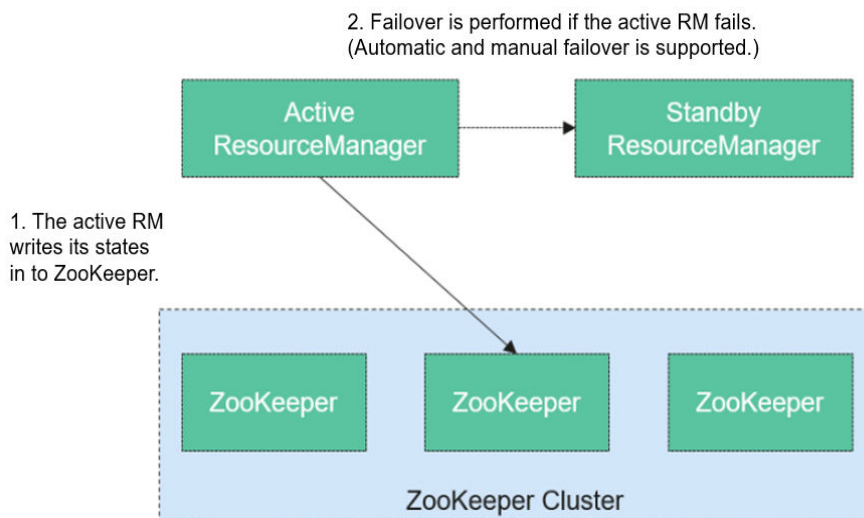 2. Failover is performed if the active RM fails.
(Automatic and manual failover is supported.)
Active
ResourceManager
Standby
ResourceManager
1. The active RM
writes its states
in to ZooKeeper.
ZooKeeper
ZooKeeper
ZooKeeper
ZooKeeper Cluster